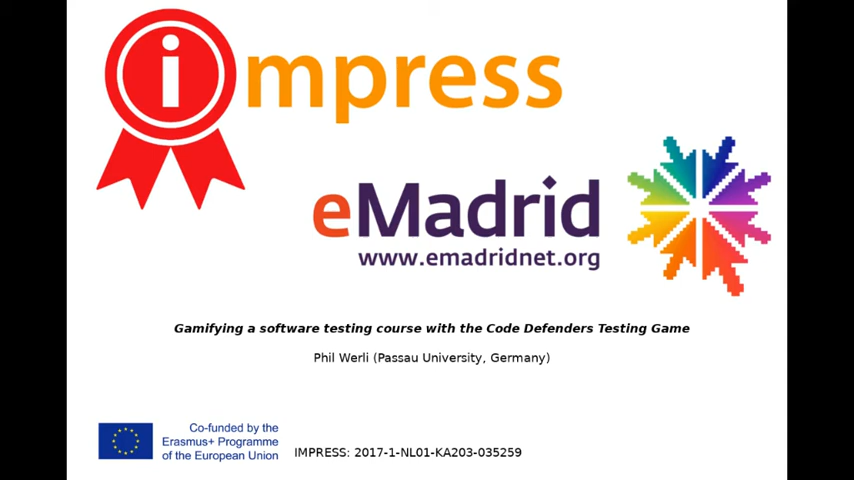 impress
eMadrid
www.emadridnet.org
Gamifying a software testing course with the Code Defenders Testing Game
Phil Werli (Passau University, Germany)
Co-funded by the
Erasmus+ Programme
of the European Union
IMPRESS: 2017-1-NL01-KA203-035259